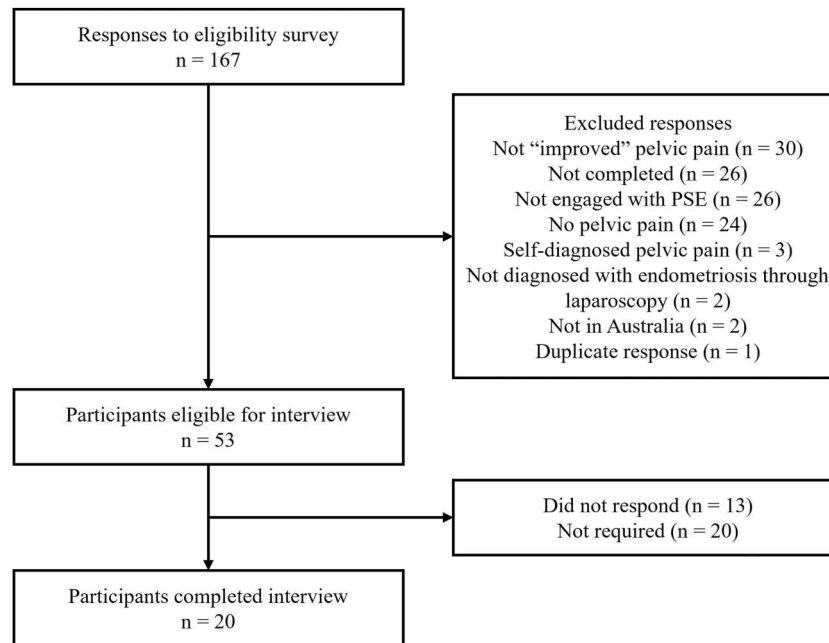 Responses to eligibility survey
n = 167
Excluded responses
Not “improved” pelvic pain (n = 30)
Not completed (n = 26)
Not engaged with PSE (n = 26)
No pelvic pain (n = 24)
Self-diagnosed pelvic pain (n = 3)
Not diagnosed with endometriosis through
laparoscopy (n = 2)
Not in Australia (n = 2)
Duplicate response (n = 1)
Participants eligible for interview
n = 53
Did not respond (n = 13)
Not required (n = 20)
Participants completed interview
n = 20